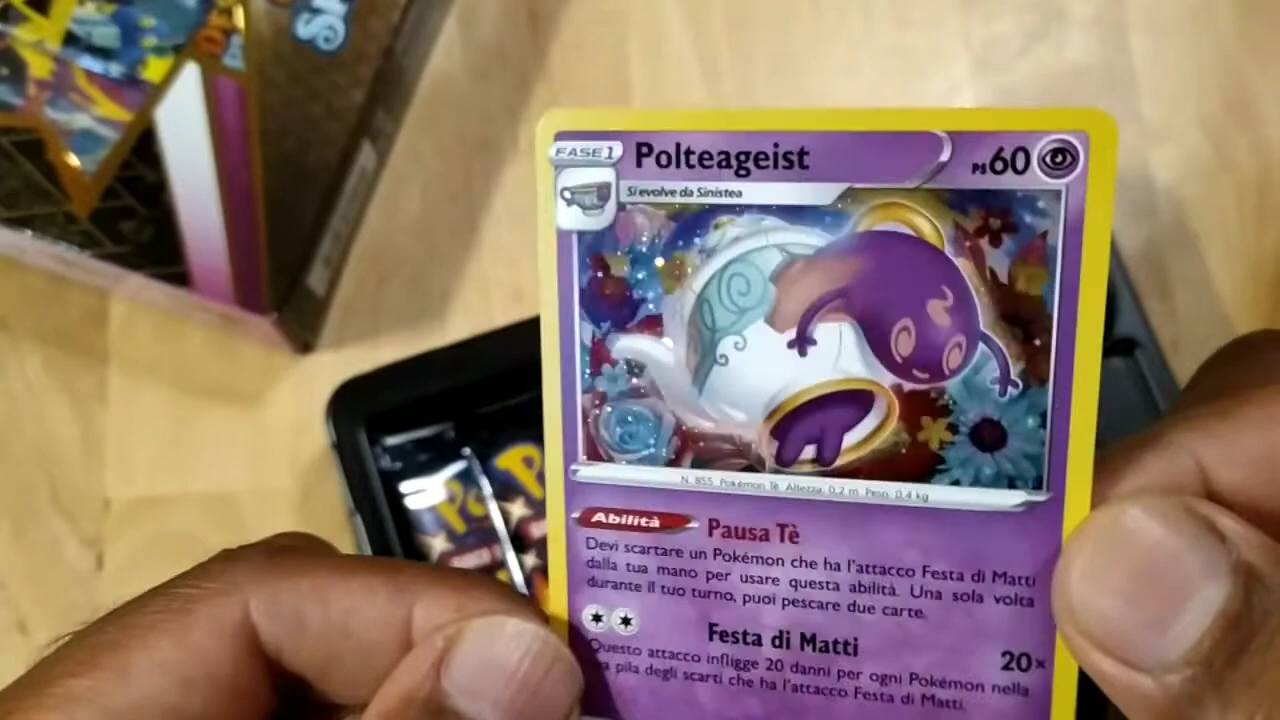 FASE 1
Polteageist
PS 60
Si evolve da Sinistea
N. 855 Pokémon Tè Altezza: 0.2 m Peso: 0.4 kg
Abilità
Pausa Tè
Devi scartare un Pokémon che ha l'attacco Festa di Matti
dalla tua mano per usare questa abilità. Una sola volta
durante il tuo turno, puoi pescare due carte.
Festa di Matti
20×
Questo attacco infligge 20 danni per ogni Pokémon nella
pila degli scarti che ha l'attacco Festa di Matti.